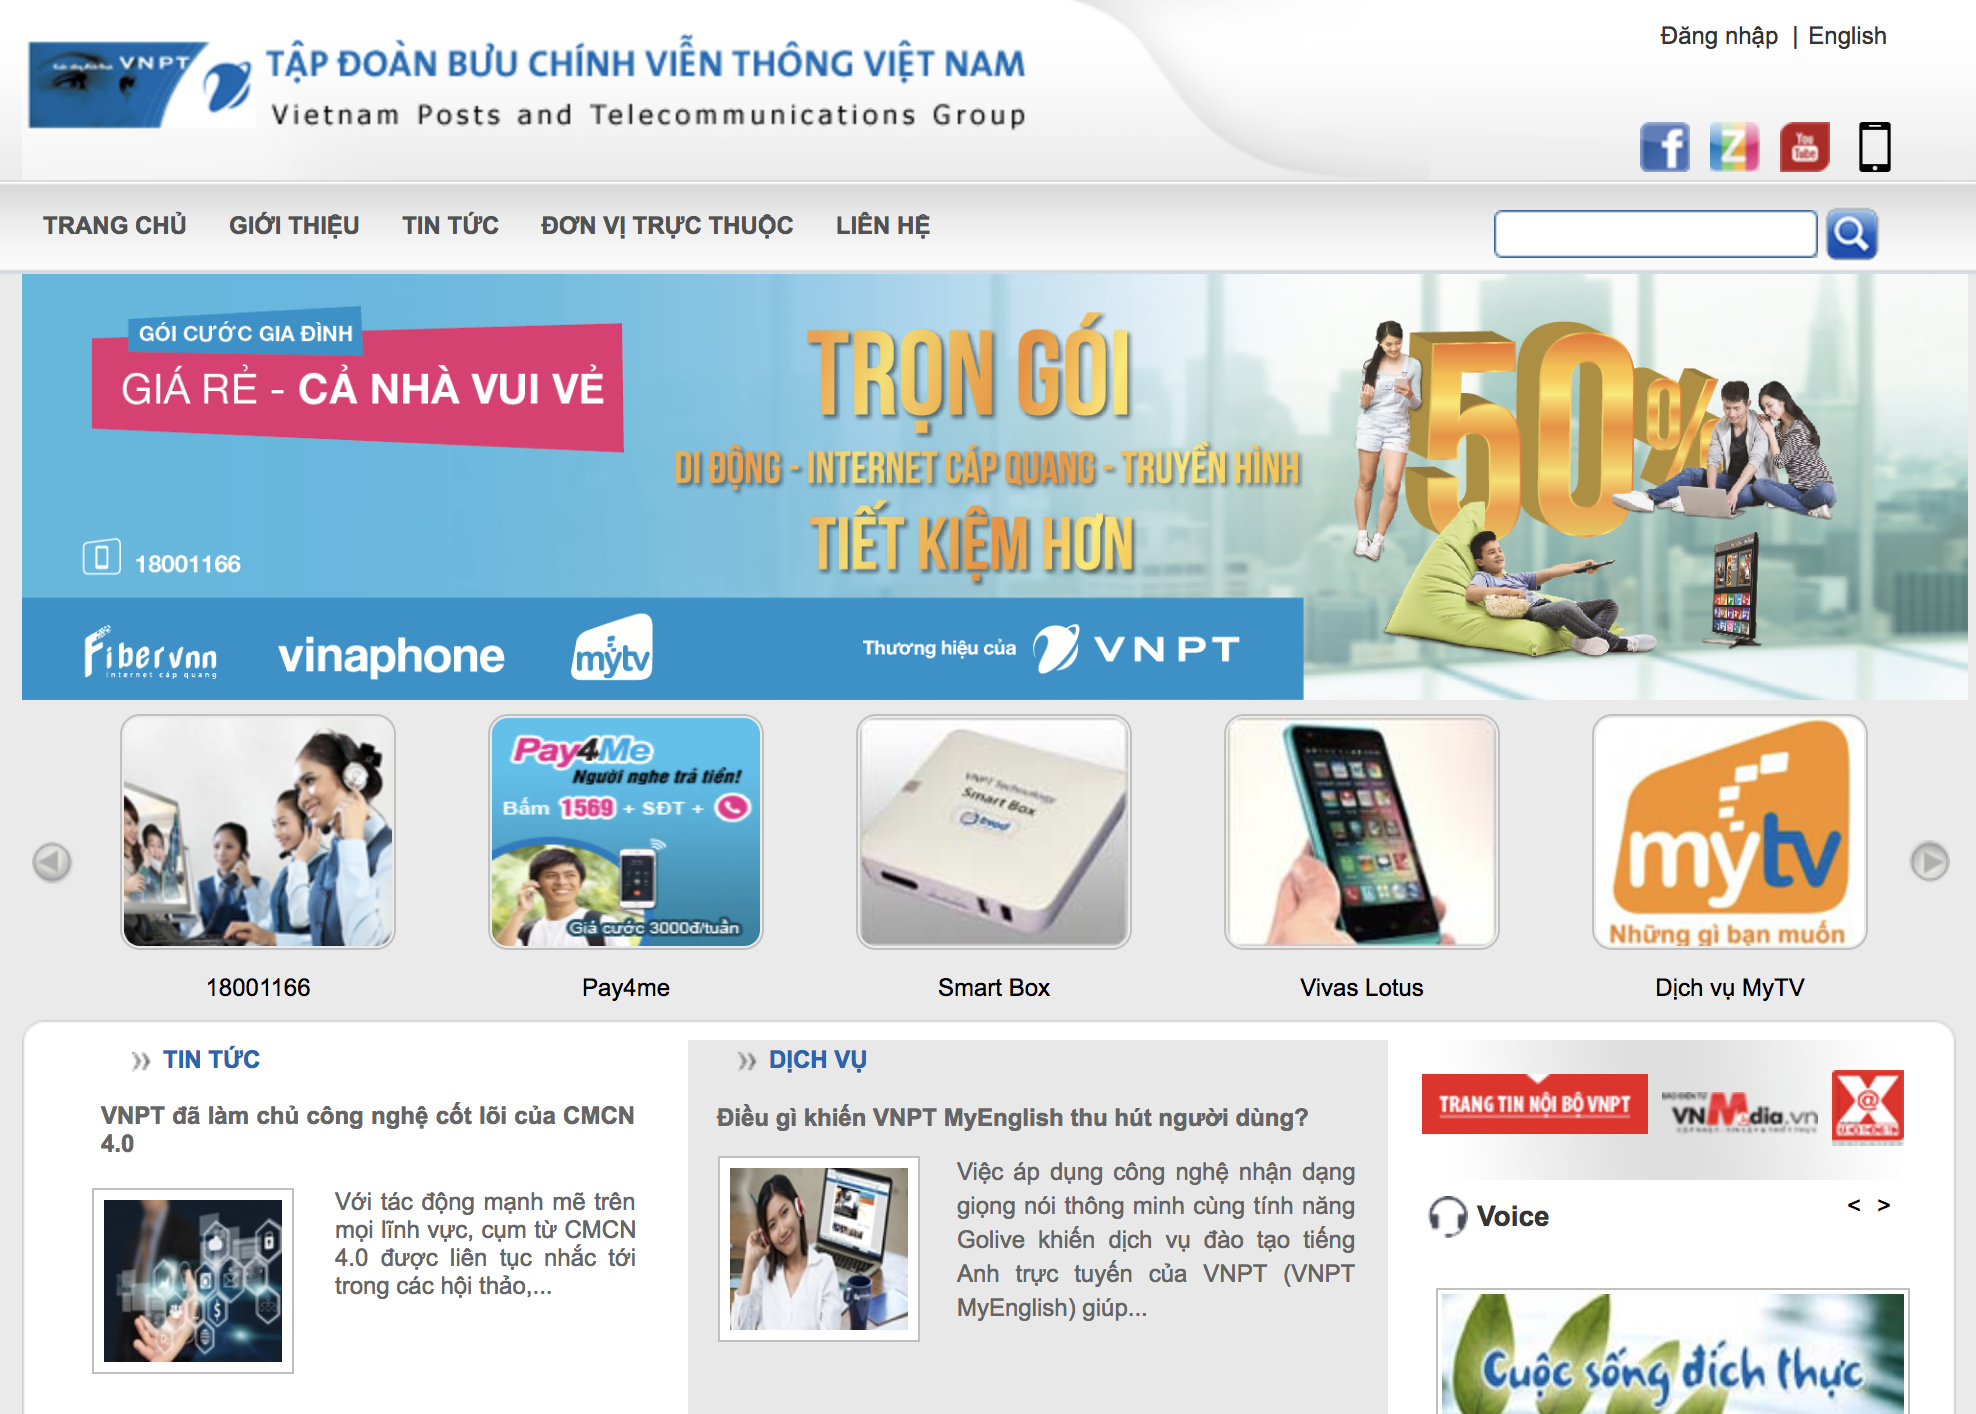 Đăng nhập | English
VNPT
TẬP ĐOÀN BƯU CHÍNH VIỄN THÔNG VIỆT NAM
Vietnam Posts and Telecommunications Group
f
Z
You Tube
TRANG CHỦ GIỚI THIỆU TIN TỨC ĐƠN VỊ TRỰC THUỘC LIÊN HỆ
GÓI CƯỚC GIA ĐÌNH
GIÁ RẺ - CẢ NHÀ VUI VẺ
TRỌN GÓI
DI ĐỘNG - INTERNET CÁP QUANG - TRUYỀN HÌNH
TIẾT KIỆM HƠN
50%
18001166
Fibervnn
internet cáp quang
vinaphone
mytv
Thương hiệu của VNPT
Pay4Me
Người nghe trả tiền!
Bấm 1569 + SĐT +
Giá cước 3000đ/tuần
VNPT Technology
Smart Box
mytv
Những gì bạn muốn
18001166
Pay4me
Smart Box
Vivas Lotus
Dịch vụ MyTV
TIN TỨC
VNPT đã làm chủ công nghệ cốt lõi của CMCN
4.0
Với tác động mạnh mẽ trên
mọi lĩnh vực, cụm từ CMCN
4.0 được liên tục nhắc tới
trong các hội thảo,...
DỊCH VỤ
Điều gì khiến VNPT MyEnglish thu hút người dùng?
Việc áp dụng công nghệ nhận dạng
giọng nói thông minh cùng tính năng
Golive khiến dịch vụ đào tạo tiếng
Anh trực tuyến của VNPT (VNPT
MyEnglish) giúp...
TRANG TIN NỘI BỘ VNPT
VNMedia.vn
Voice
< >
Cuộc sống đích thực